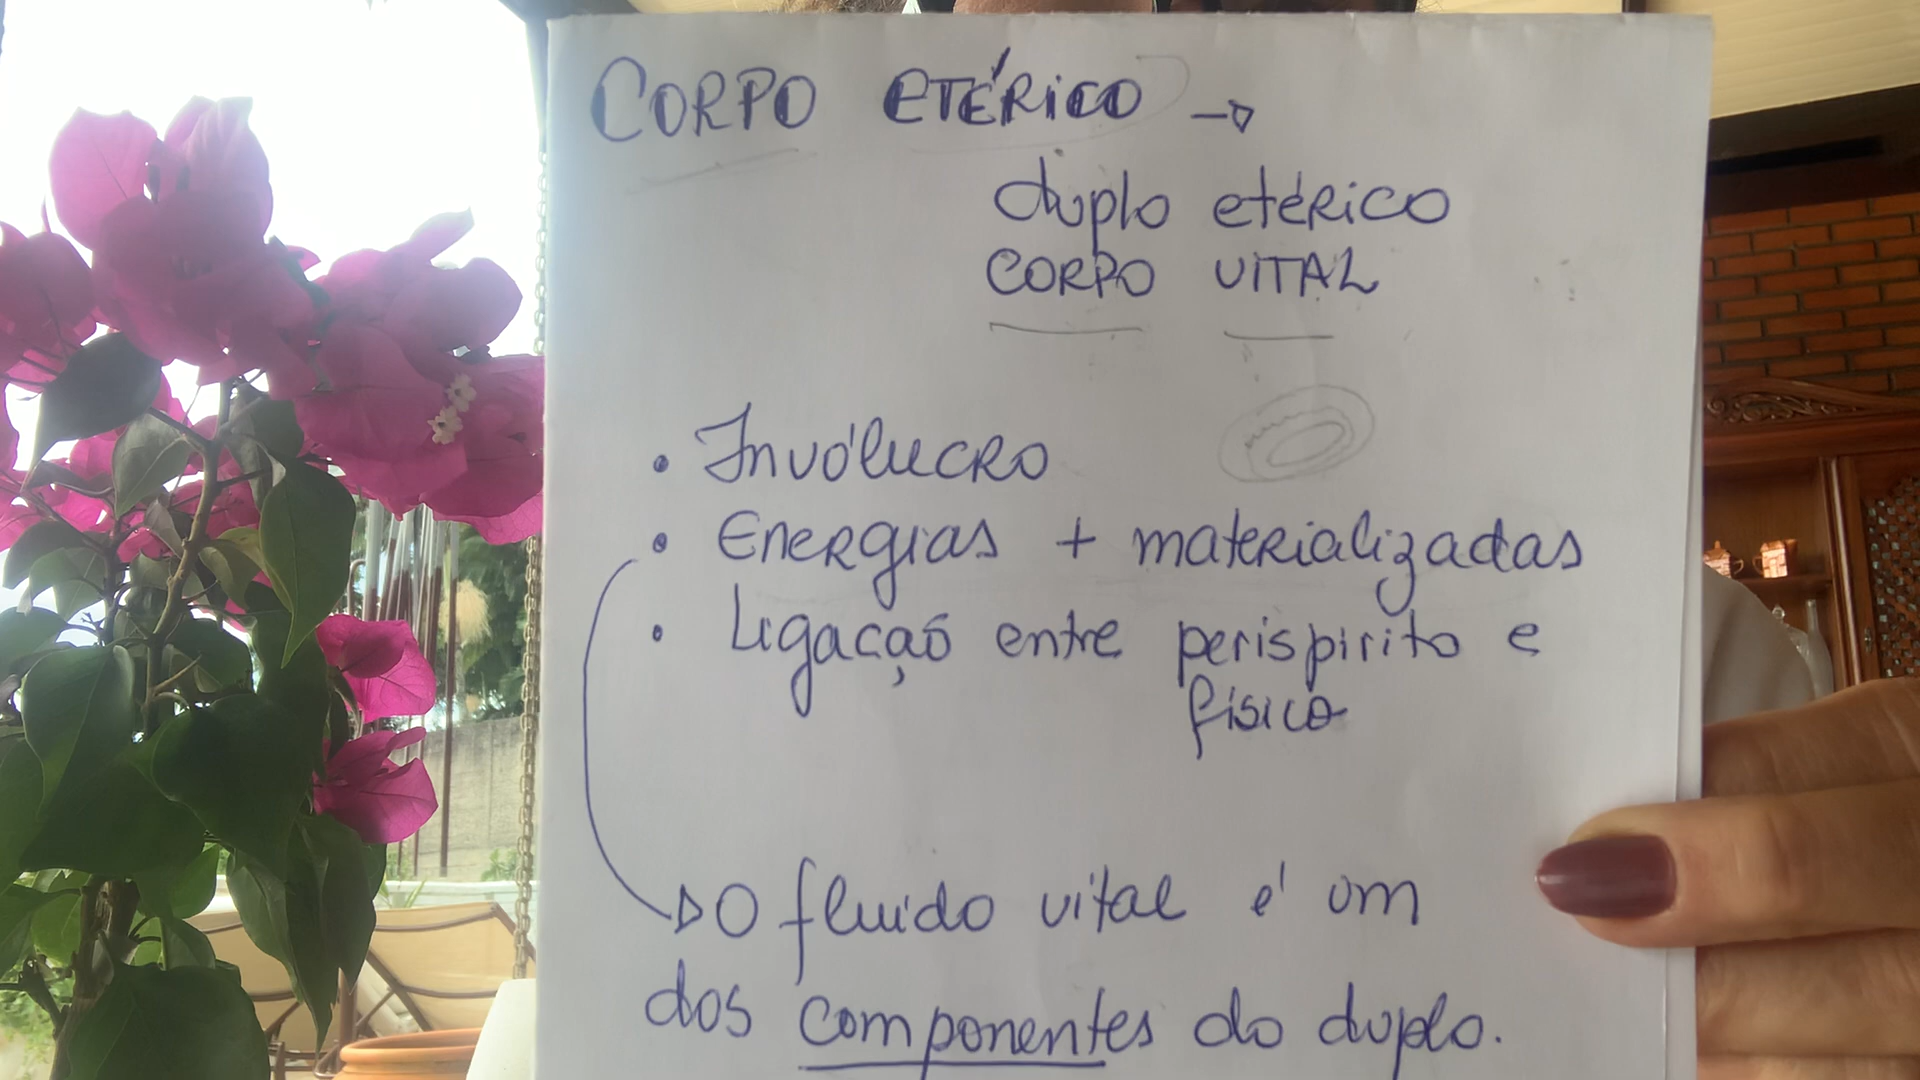 CORPO ETÉRICO →
duplo etérico
CORPO VITAL
• Invólucro
• Energias + materializadas
• Ligação entre perispirito e
físico
→ O fluido vital é um
dos componentes do duplo.